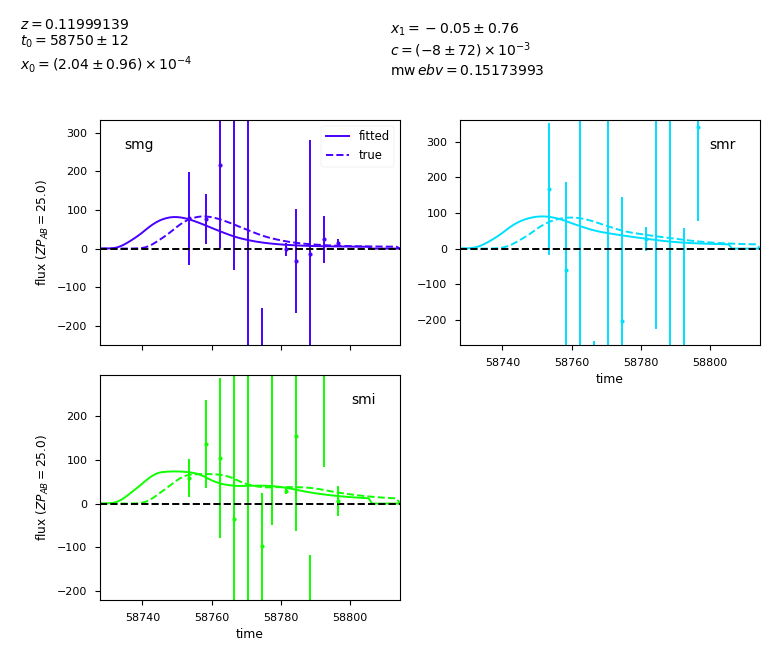 z = 0.11999139
t₀ = 58750 ± 12
x₀ = (2.04 ± 0.96) × 10⁻⁴
x₁ = −0.05 ± 0.76
c = (−8 ± 72) × 10⁻³
mw ebv = 0.15173993
smg
fitted
true
300
200
100
0
−100
−200
flux (ZP_AB = 25.0)
smr
300
200
100
0
−100
−200
58740 58760 58780 58800
time
smi
200
100
0
−100
−200
flux (ZP_AB = 25.0)
58740 58760 58780 58800
time